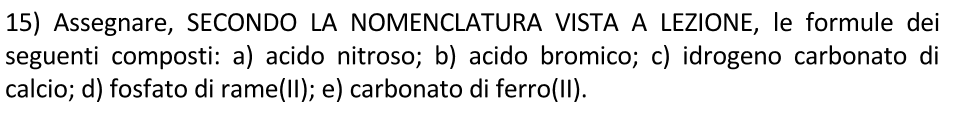 15) Assegnare, SECONDO LA NOMENCLATURA VISTA A LEZIONE, le formule dei
seguenti composti: a) acido nitroso; b) acido bromico; c) idrogeno carbonato di
calcio; d) fosfato di rame(II); e) carbonato di ferro(II).